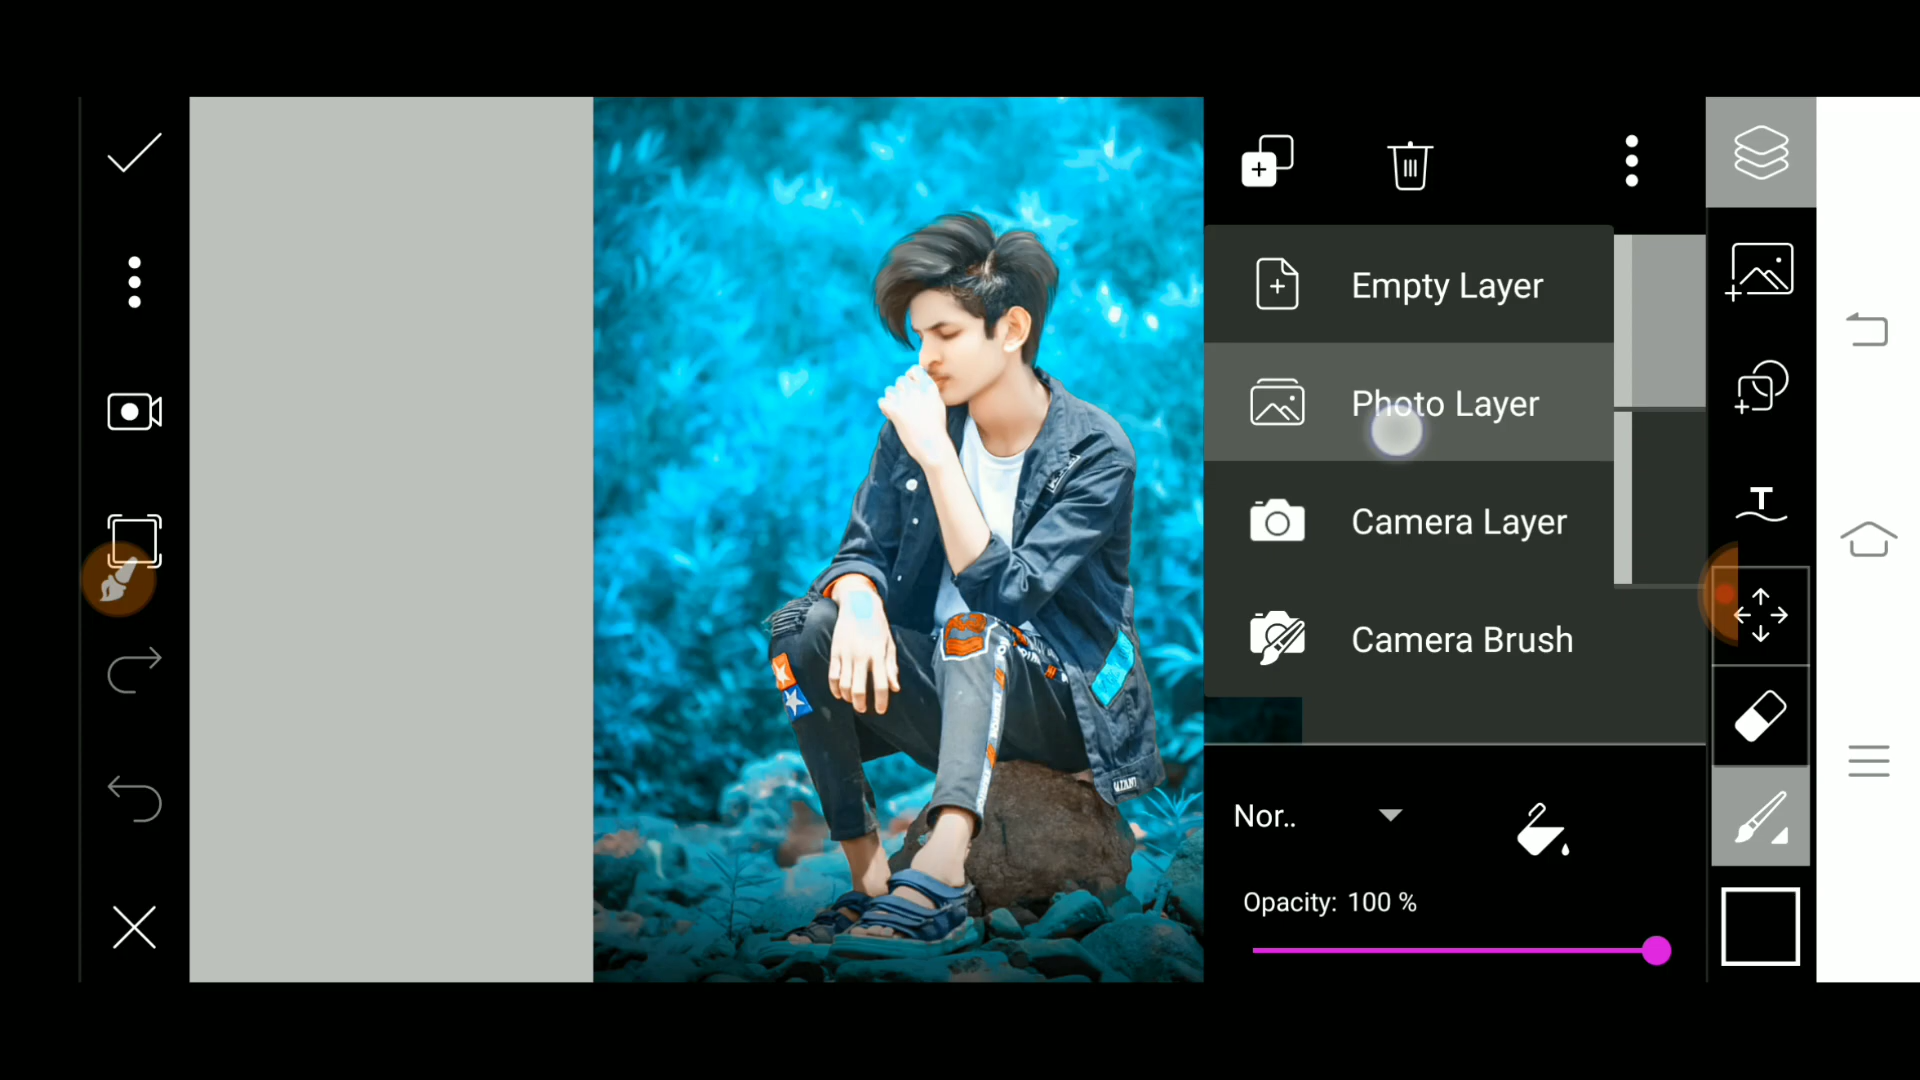 Empty Layer
Photo Layer
Camera Layer
Camera Brush
Nor..
Opacity: 100 %
T